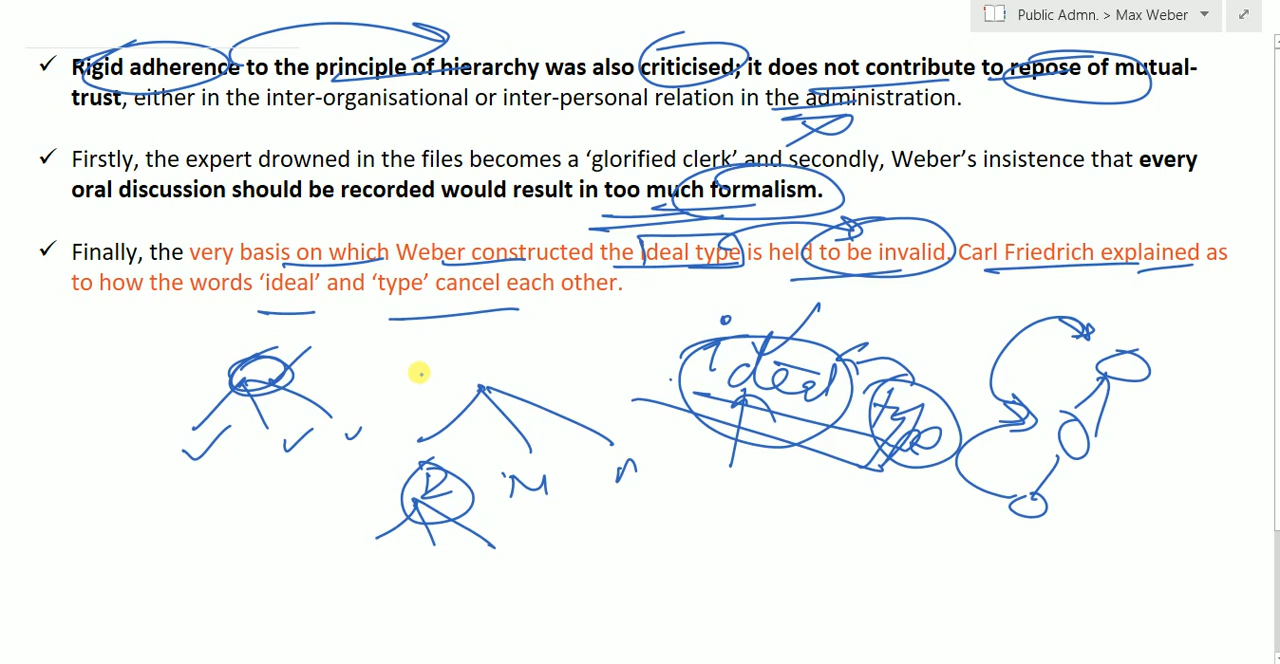 Public Admn. > Max Weber
✓ Rigid adherence to the principle of hierarchy was also criticised; it does not contribute to repose of mutual-
trust, either in the inter-organisational or inter-personal relation in the administration.
✓ Firstly, the expert drowned in the files becomes a ‘glorified clerk’ and secondly, Weber’s insistence that every
oral discussion should be recorded would result in too much formalism.
✓ Finally, the very basis on which Weber constructed the ideal type is held to be invalid. Carl Friedrich explained as
to how the words ‘ideal’ and ‘type’ cancel each other.
ideal
type
M